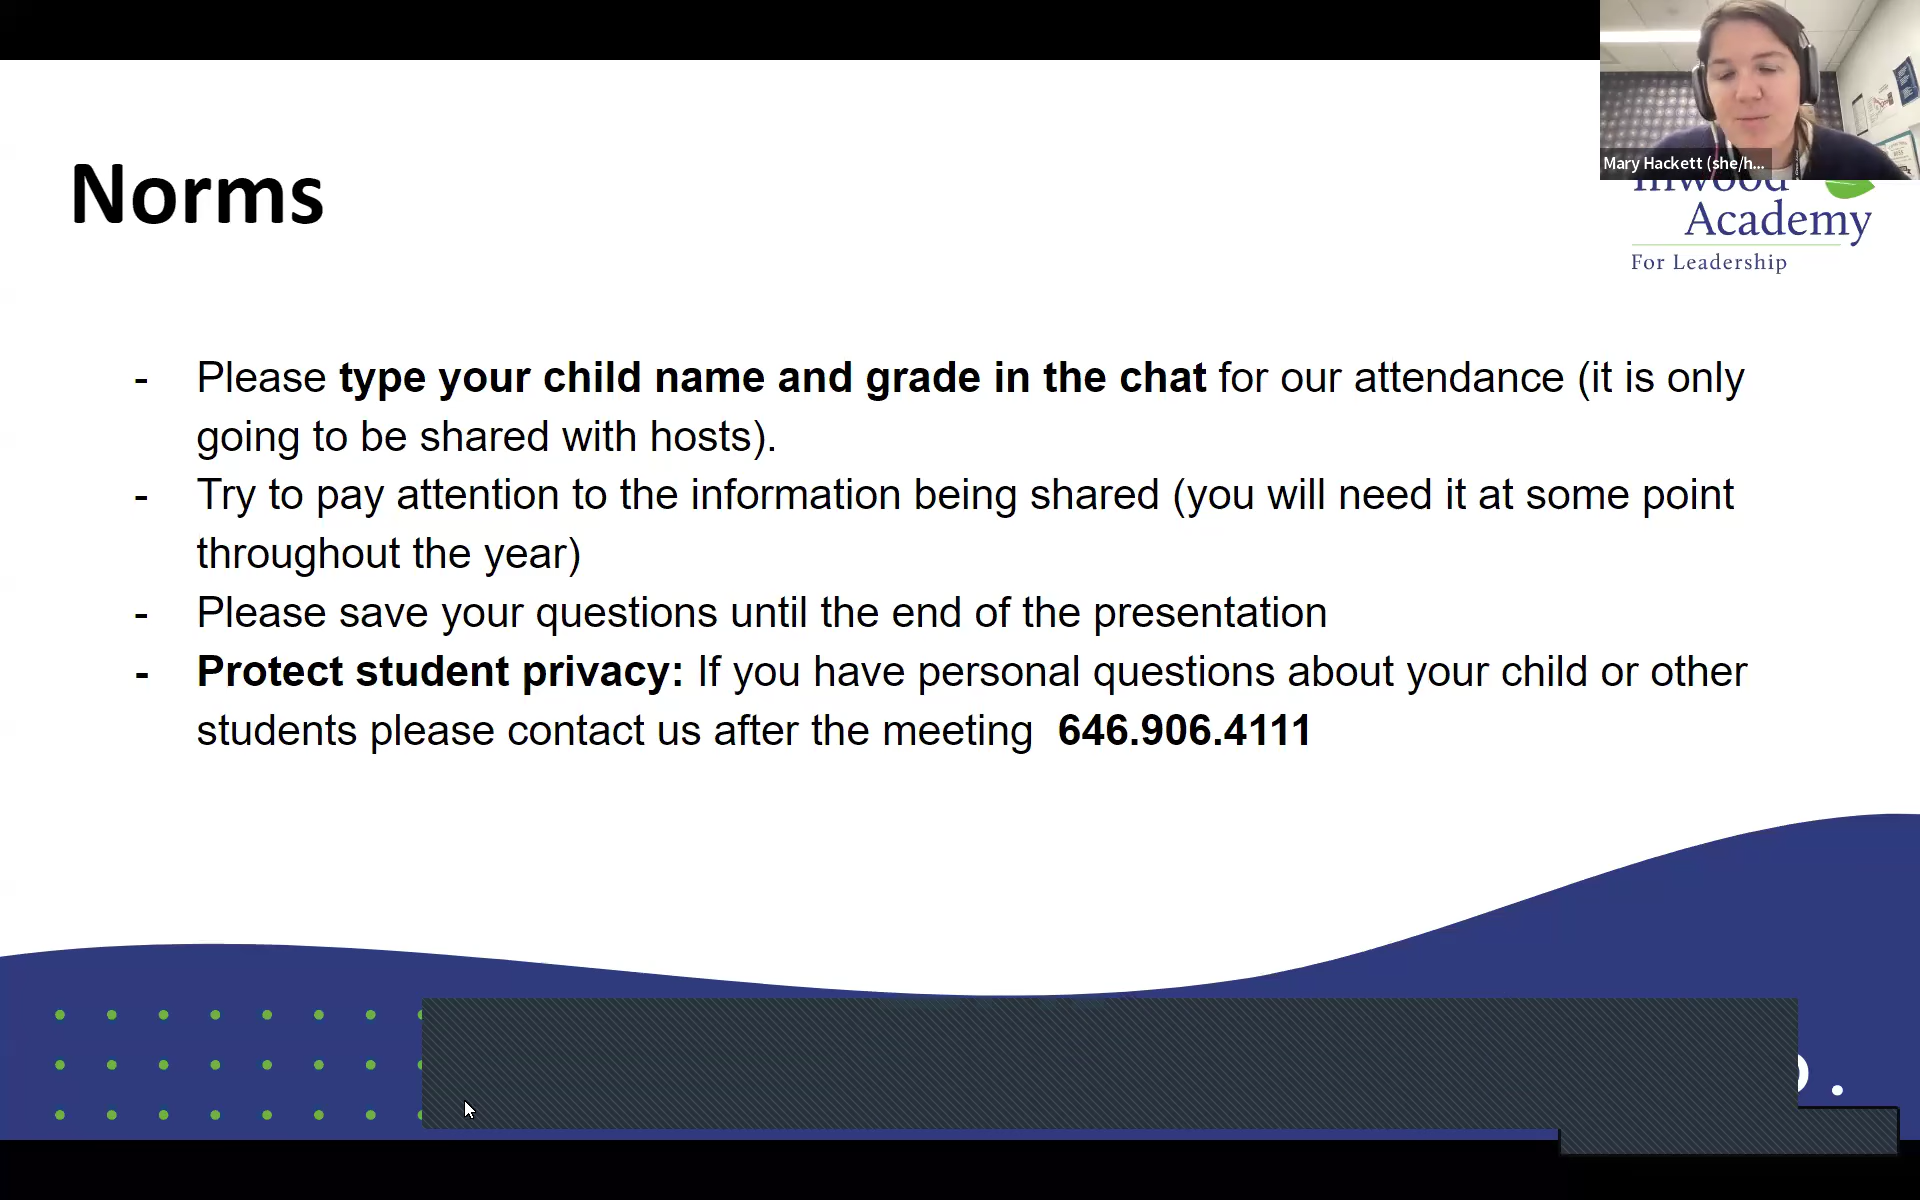 Norms
Mary Hackett (she/h...
Inwood
Academy
For Leadership
- Please type your child name and grade in the chat for our attendance (it is only
going to be shared with hosts).
- Try to pay attention to the information being shared (you will need it at some point
throughout the year)
- Please save your questions until the end of the presentation
- Protect student privacy: If you have personal questions about your child or other
students please contact us after the meeting 646.906.4111